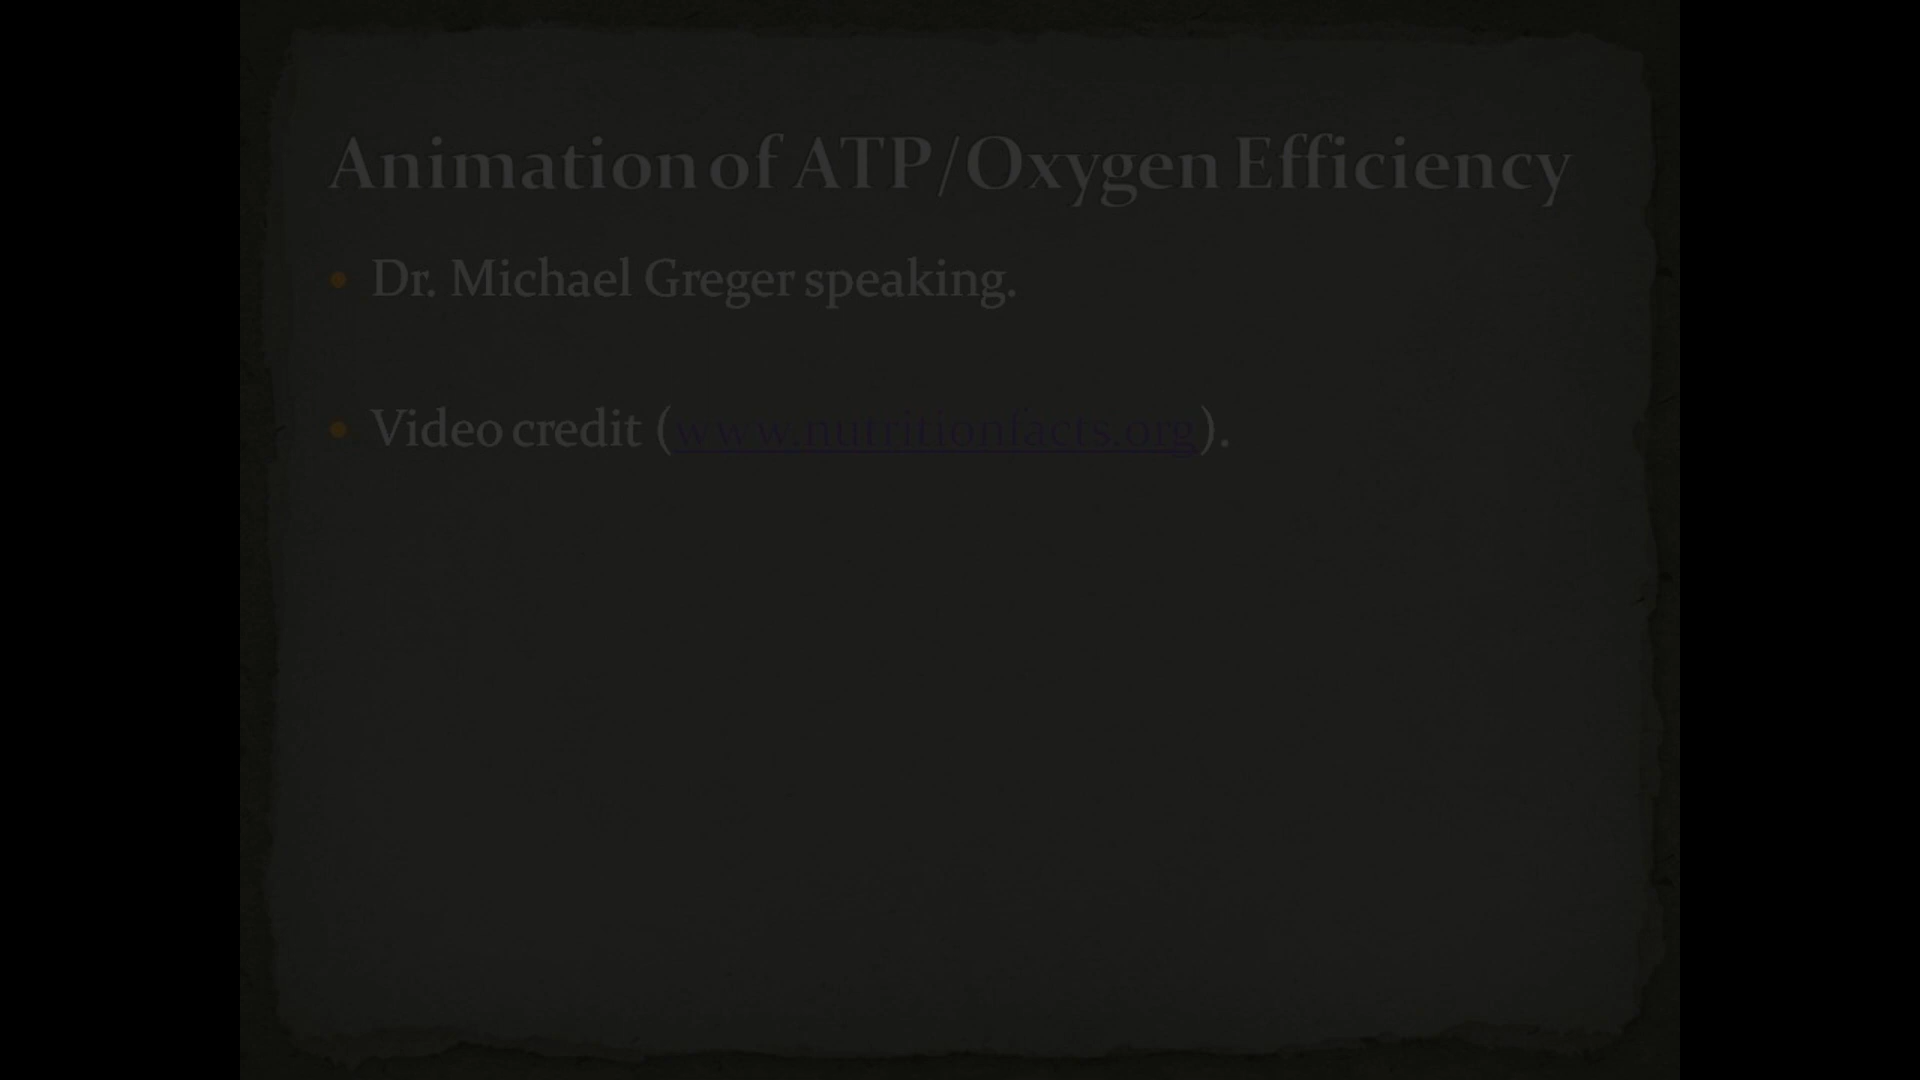 Animation of ATP/Oxygen Efficiency
• Dr. Michael Greger speaking.
• Video credit (www.nutritionfacts.org).